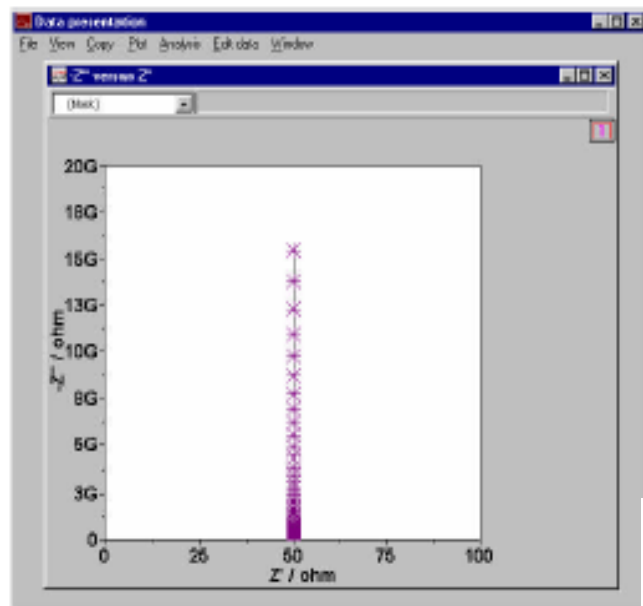 Data presentation
File View Copy Plot Analysis Edit data Window
-Z'' versus Z'
(Mark)
20G
18G
15G
13G
10G
8G
5G
3G
0
-Z'' / ohm
0 25 50 75 100
Z' / ohm